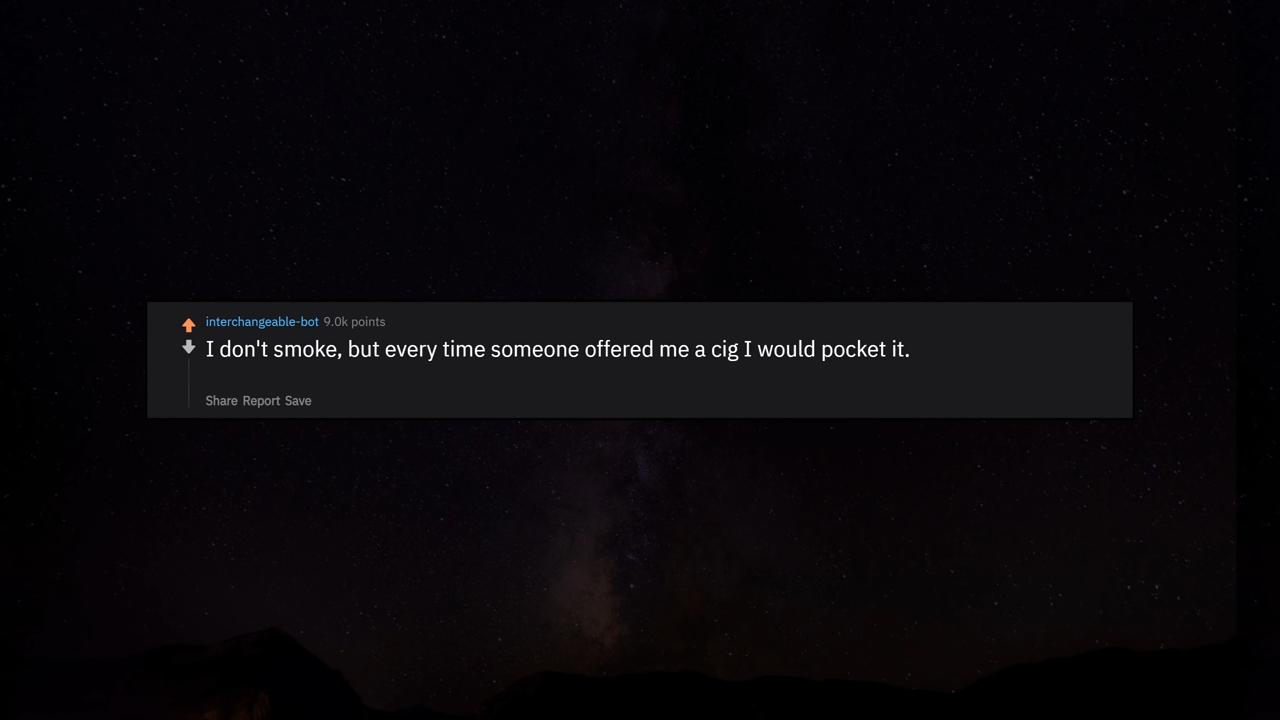 interchangeable-bot 9.0k points
I don't smoke, but every time someone offered me a cig I would pocket it.
Share Report Save